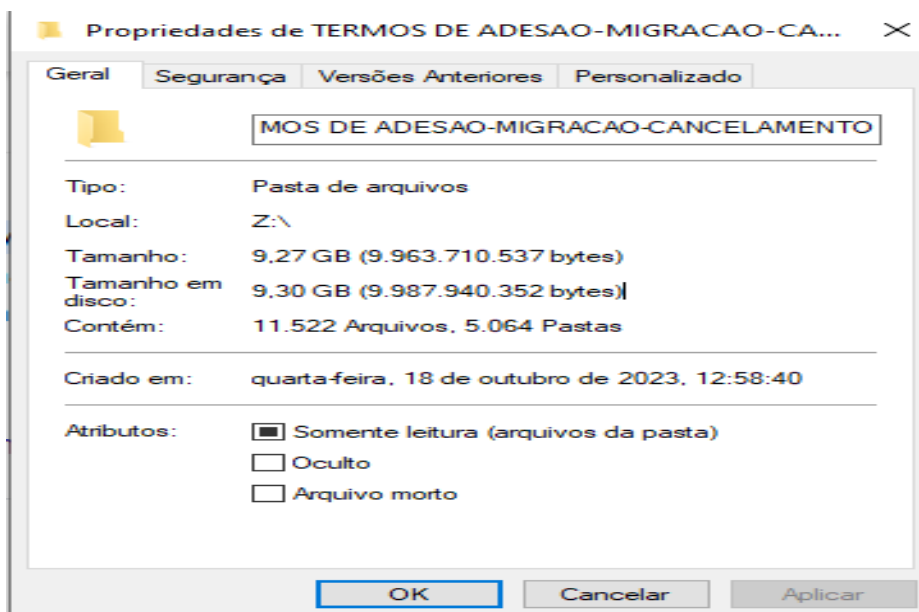 Propriedades de TERMOS DE ADESAO-MIGRACAO-CA...
Geral Segurança Versões Anteriores Personalizado
MOS DE ADESAO-MIGRACAO-CANCELAMENTO
Tipo: Pasta de arquivos
Local: Z:\
Tamanho: 9,27 GB (9.963.710.537 bytes)
Tamanho em
disco: 9,30 GB (9.987.940.352 bytes)
Contém: 11.522 Arquivos, 5.064 Pastas
Criado em: quarta-feira, 18 de outubro de 2023, 12:58:40
Atributos: Somente leitura (arquivos da pasta)
Oculto
Arquivo morto
OK Cancelar Aplicar